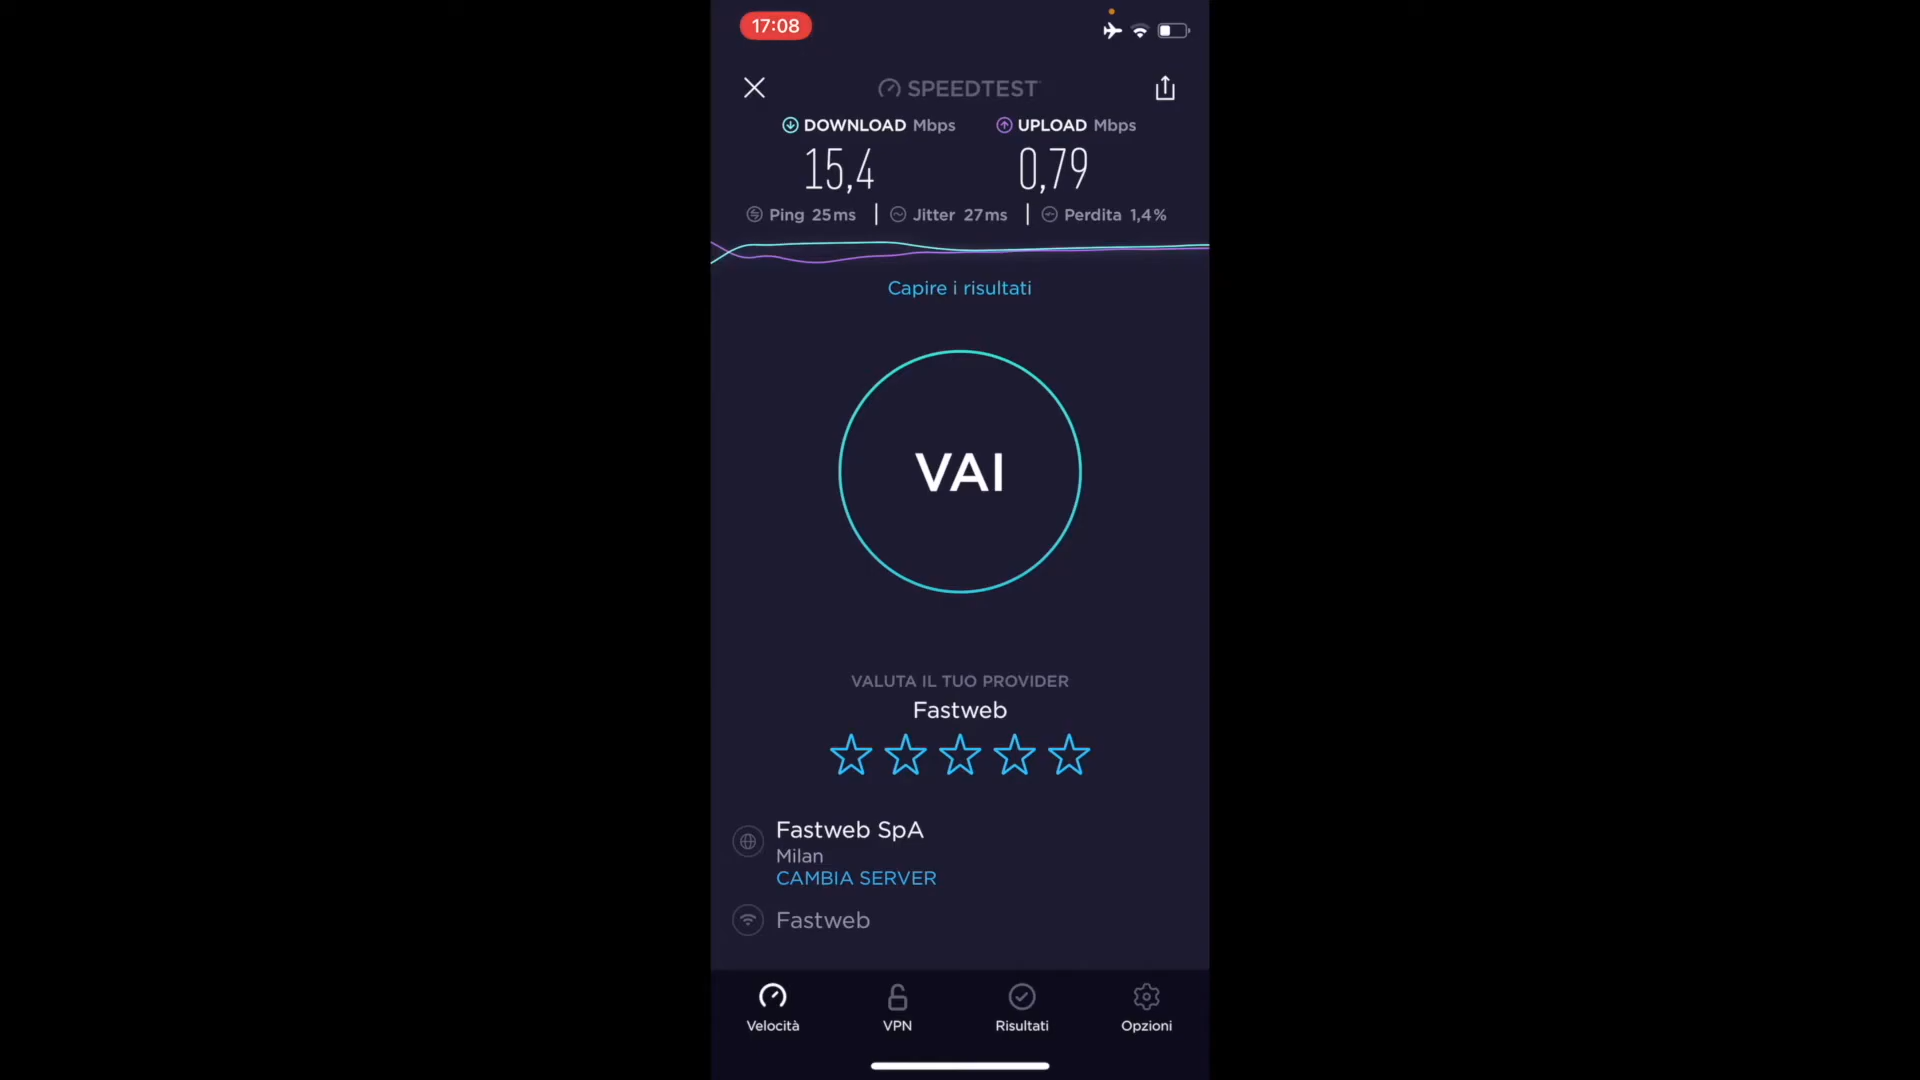 17:08
SPEEDTEST
DOWNLOAD Mbps
UPLOAD Mbps
15,4
0,79
Ping 25ms
Jitter 27ms
Perdita 1,4%
Capire i risultati
VAI
VALUTA IL TUO PROVIDER
Fastweb
Fastweb SpA
Milan
CAMBIA SERVER
Fastweb
Velocità
VPN
Risultati
Opzioni